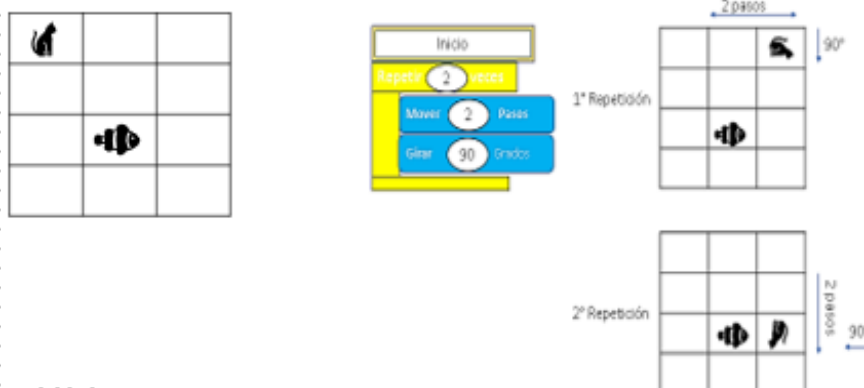 Inicio
Repetir 2 veces
Mover 2 Pasos
Girar 90 Grados
2 pasos
90°
1° Repetición
2° Repetición
2 pasos
90